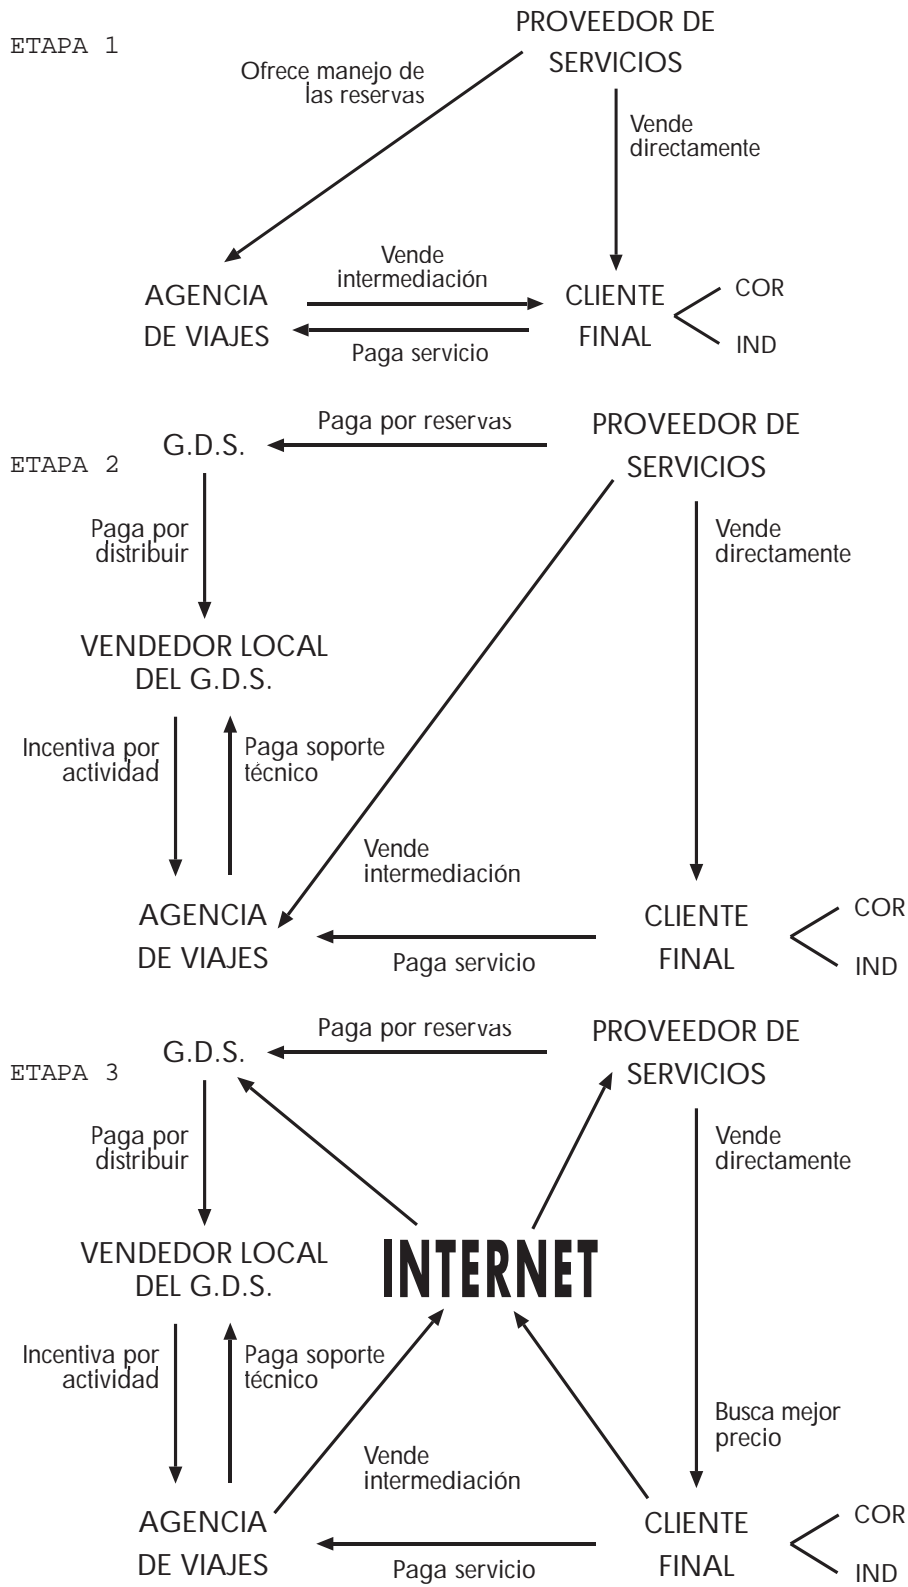 ETAPA 1
PROVEEDOR DE
SERVICIOS
Ofrece manejo de
las reservas
Vende
directamente
Vende
intermediación
AGENCIA
DE VIAJES
CLIENTE
FINAL
COR
IND
Paga servicio
ETAPA 2
G.D.S.
Paga por reservas
PROVEEDOR DE
SERVICIOS
Paga por
distribuir
Vende
directamente
VENDEDOR LOCAL
DEL G.D.S.
Incentiva por
actividad
Paga soporte
técnico
Vende
intermediación
AGENCIA
DE VIAJES
CLIENTE
FINAL
COR
IND
Paga servicio
ETAPA 3
G.D.S.
Paga por reservas
PROVEEDOR DE
SERVICIOS
Paga por
distribuir
Vende
directamente
VENDEDOR LOCAL
DEL G.D.S.
INTERNET
Incentiva por
actividad
Paga soporte
técnico
Busca mejor
precio
Vende
intermediación
AGENCIA
DE VIAJES
CLIENTE
FINAL
COR
IND
Paga servicio